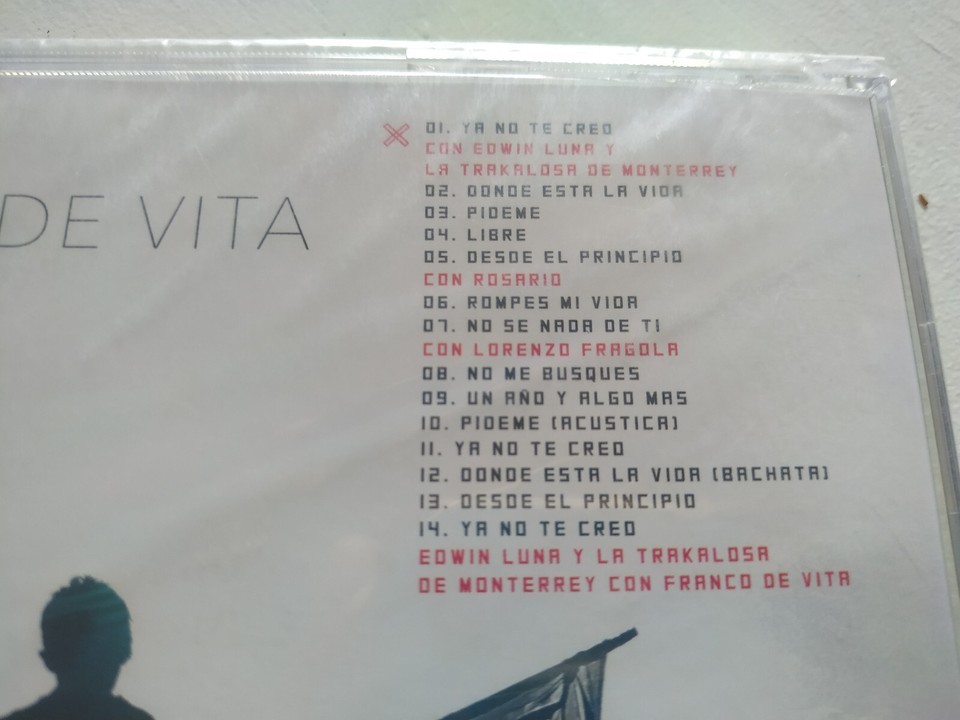 DE VITA
01. YA NO TE CREO
CON EDWIN LUNA Y
LA TRAKALOSA DE MONTERREY
02. DONDE ESTA LA VIDA
03. PIDEME
04. LIBRE
05. DESDE EL PRINCIPIO
CON ROSARIO
06. ROMPES MI VIDA
07. NO SE NADA DE TI
CON LORENZO FRAGOLA
08. NO ME BUSQUES
09. UN AÑO Y ALGO MAS
10. PIDEME (ACUSTICA)
11. YA NO TE CREO
12. DONDE ESTA LA VIDA (BACHATA)
13. DESDE EL PRINCIPIO
14. YA NO TE CREO
EDWIN LUNA Y LA TRAKALOSA
DE MONTERREY CON FRANCO DE VITA